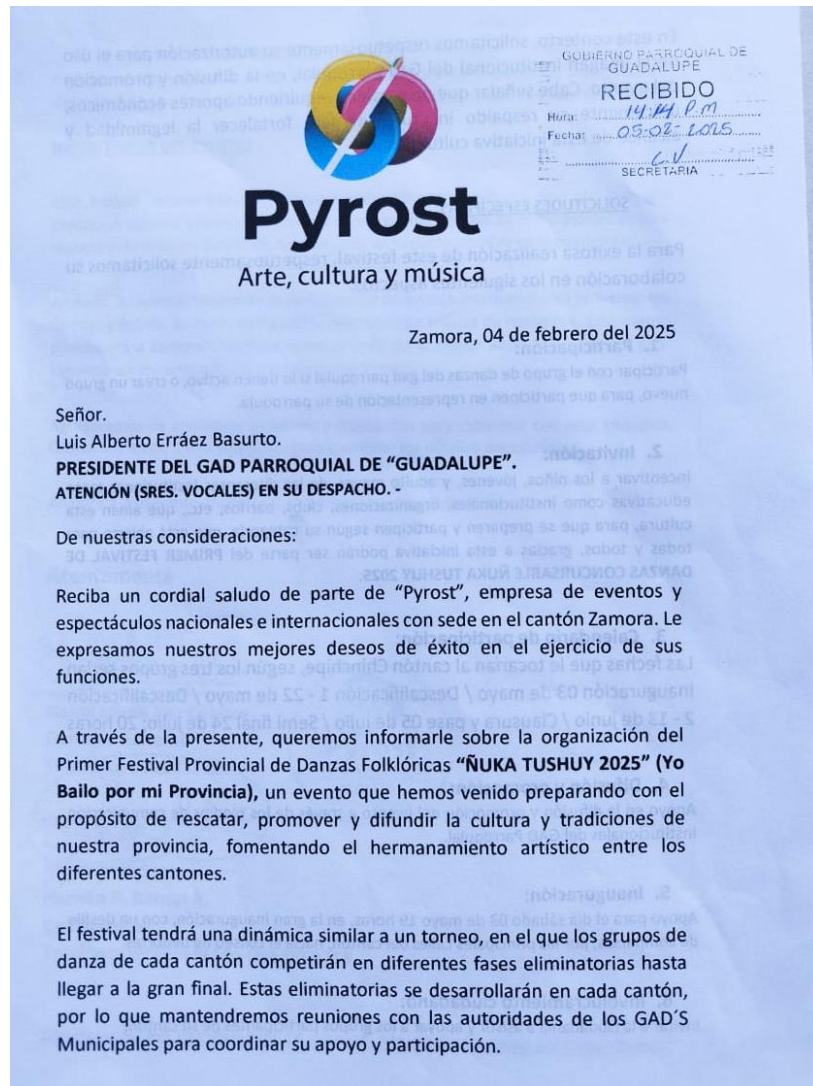 GOBIERNO PARROQUIAL DE
GUADALUPE
RECIBIDO
Hora: 14:14 P.M
Fecha: 05-02-2025
SECRETARIA
Pyrost
Arte, cultura y música
Zamora, 04 de febrero del 2025
Señor.
Luis Alberto Erráez Basurto.
PRESIDENTE DEL GAD PARROQUIAL DE “GUADALUPE”.
ATENCIÓN (SRES. VOCALES) EN SU DESPACHO. -
De nuestras consideraciones:
Reciba un cordial saludo de parte de “Pyrost”, empresa de eventos y
espectáculos nacionales e internacionales con sede en el cantón Zamora. Le
expresamos nuestros mejores deseos de éxito en el ejercicio de sus
funciones.
A través de la presente, queremos informarle sobre la organización del
Primer Festival Provincial de Danzas Folklóricas “ÑUKA TUSHUY 2025” (Yo
Bailo por mi Provincia), un evento que hemos venido preparando con el
propósito de rescatar, promover y difundir la cultura y tradiciones de
nuestra provincia, fomentando el hermanamiento artístico entre los
diferentes cantones.
El festival tendrá una dinámica similar a un torneo, en el que los grupos de
danza de cada cantón competirán en diferentes fases eliminatorias hasta
llegar a la gran final. Estas eliminatorias se desarrollarán en cada cantón,
por lo que mantendremos reuniones con las autoridades de los GAD´S
Municipales para coordinar su apoyo y participación.